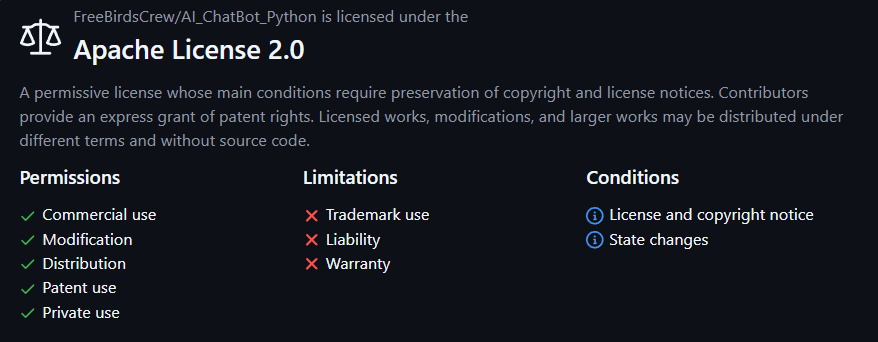 FreeBirdsCrew/AI_ChatBot_Python is licensed under the
Apache License 2.0
A permissive license whose main conditions require preservation of copyright and license notices. Contributors
provide an express grant of patent rights. Licensed works, modifications, and larger works may be distributed under
different terms and without source code.
Permissions
Commercial use
Modification
Distribution
Patent use
Private use
Limitations
Trademark use
Liability
Warranty
Conditions
License and copyright notice
State changes